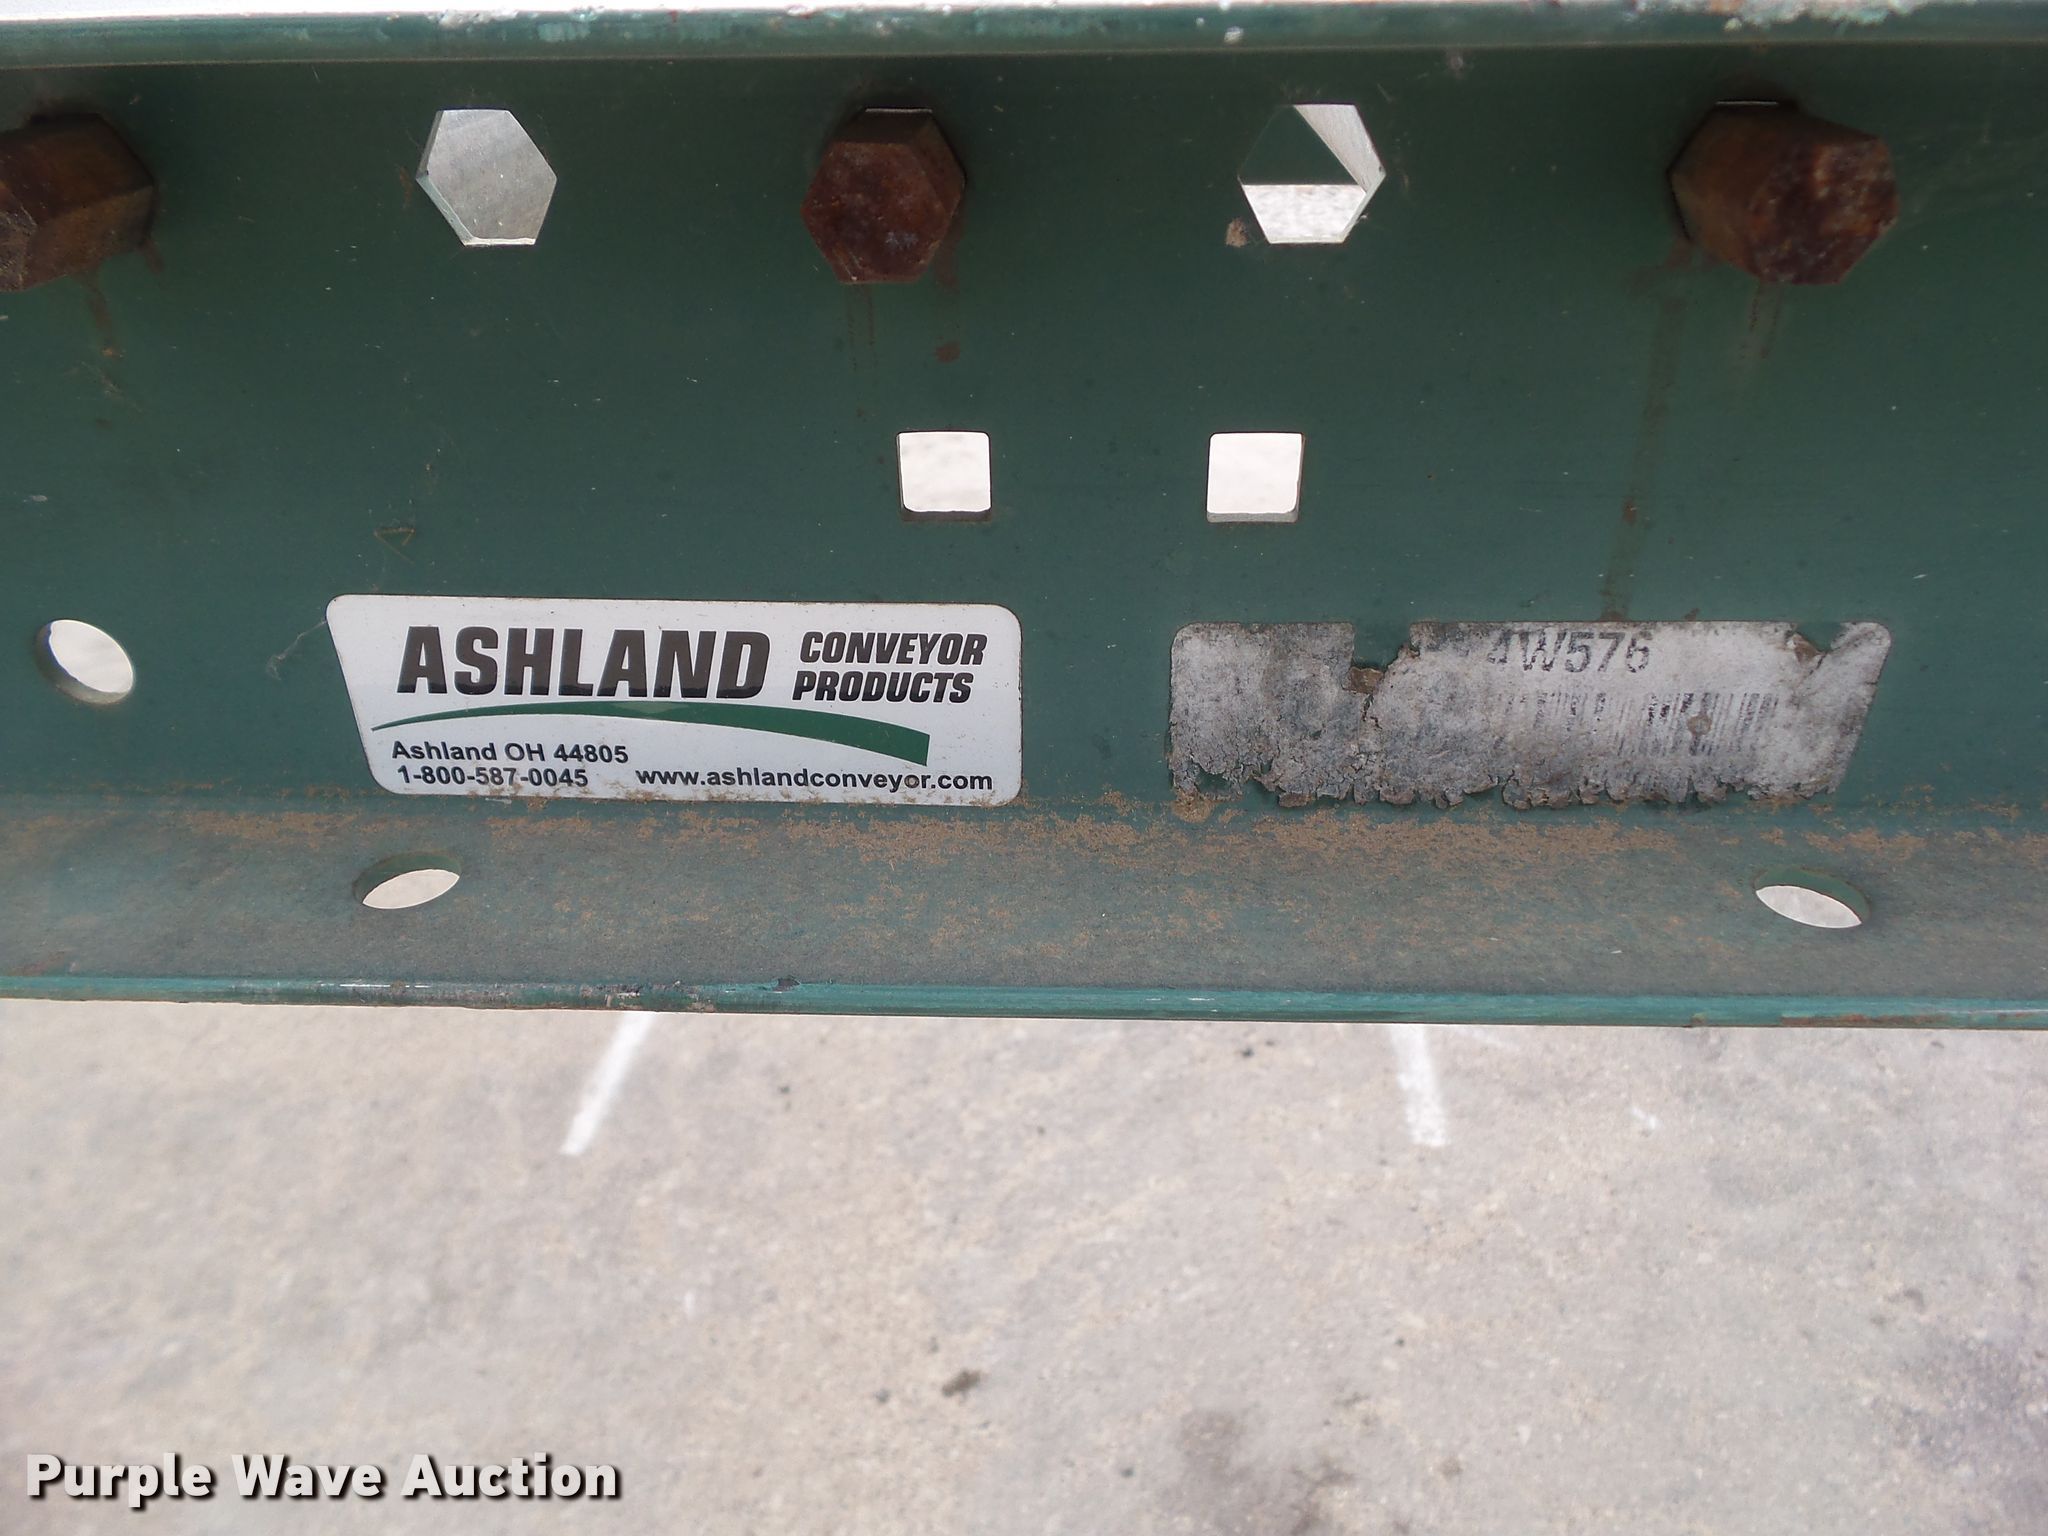 ASHLAND CONVEYOR PRODUCTS
Ashland OH 44805
1-800-587-0045 www.ashlandconveyor.com
4W576
Purple Wave Auction